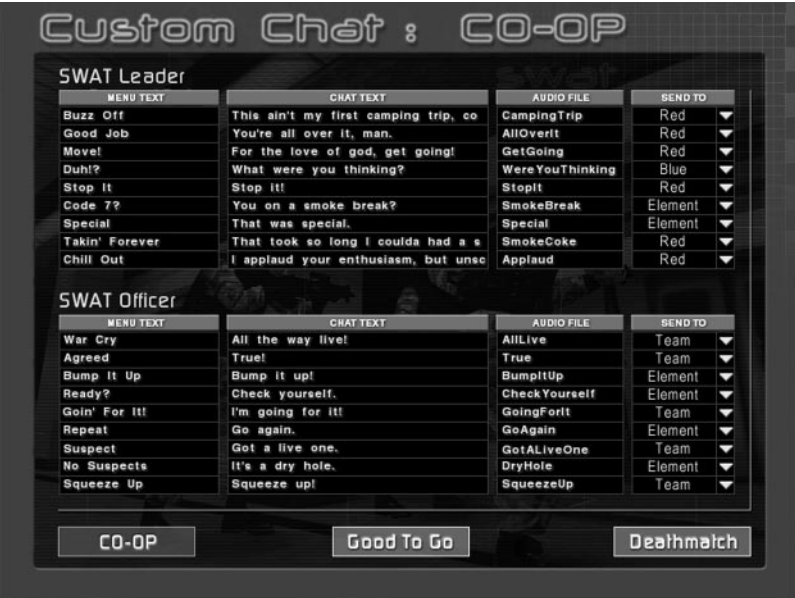 Custom Chat : CO-OP
SWAT Leader
MENU TEXT CHAT TEXT AUDIO FILE SEND TO
Buzz Off This ain't my first camping trip, co CampingTrip Red
Good Job You're all over it, man. AllOverIt Red
Move! For the love of god, get going! GetGoing Red
Duh!? What were you thinking? WereYouThinking Blue
Stop It Stop it! StopIt Red
Code 7? You on a smoke break? SmokeBreak Element
Special That was special. Special Element
Takin' Forever That took so long I coulda had a s SmokeCoke Red
Chill Out I applaud your enthusiasm, but unsc Applaud Red
SWAT Officer
MENU TEXT CHAT TEXT AUDIO FILE SEND TO
War Cry All the way live! AllLive Team
Agreed True! True Team
Bump It Up Bump it up! BumpItUp Element
Ready? Check yourself. CheckYourself Element
Goin' For It! I'm going for it! GoingForIt Team
Repeat Go again. GoAgain Element
Suspect Got a live one. GotALiveOne Team
No Suspects It's a dry hole. DryHole Element
Squeeze Up Squeeze up! SqueezeUp Team
CO-OP Good To Go Deathmatch